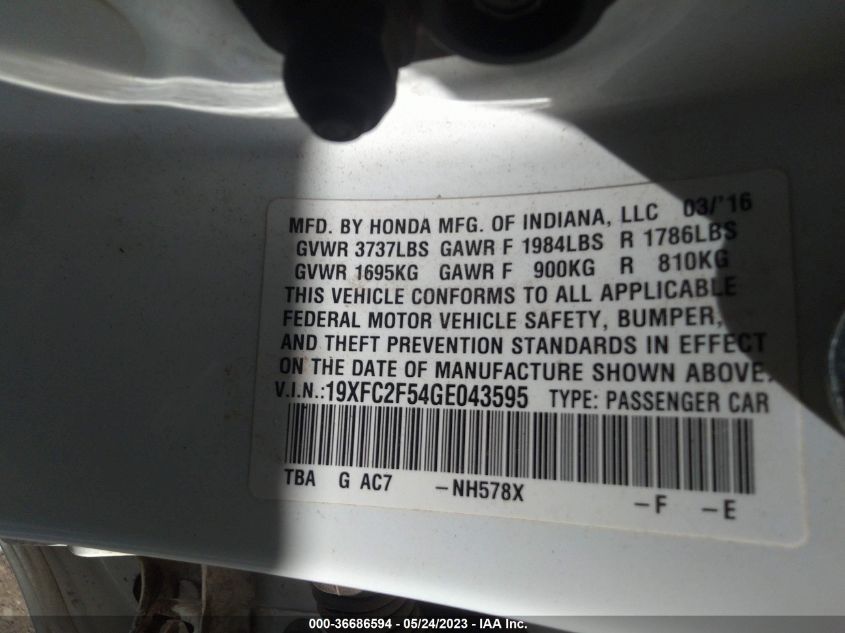 MFD. BY HONDA MFG. OF INDIANA, LLC 03/'16
GVWR 3737LBS GAWR F 1984LBS R 1786LBS
GVWR 1695KG GAWR F 900KG R 810KG
THIS VEHICLE CONFORMS TO ALL APPLICABLE
FEDERAL MOTOR VEHICLE SAFETY, BUMPER,
AND THEFT PREVENTION STANDARDS IN EFFECT
ON THE DATE OF MANUFACTURE SHOWN ABOVE.
V.I.N.:19XFC2F54GE043595 TYPE: PASSENGER CAR
TBA G AC7 -NH578X -F -E
000-36686594 — 05/24/2023 — IAA Inc.